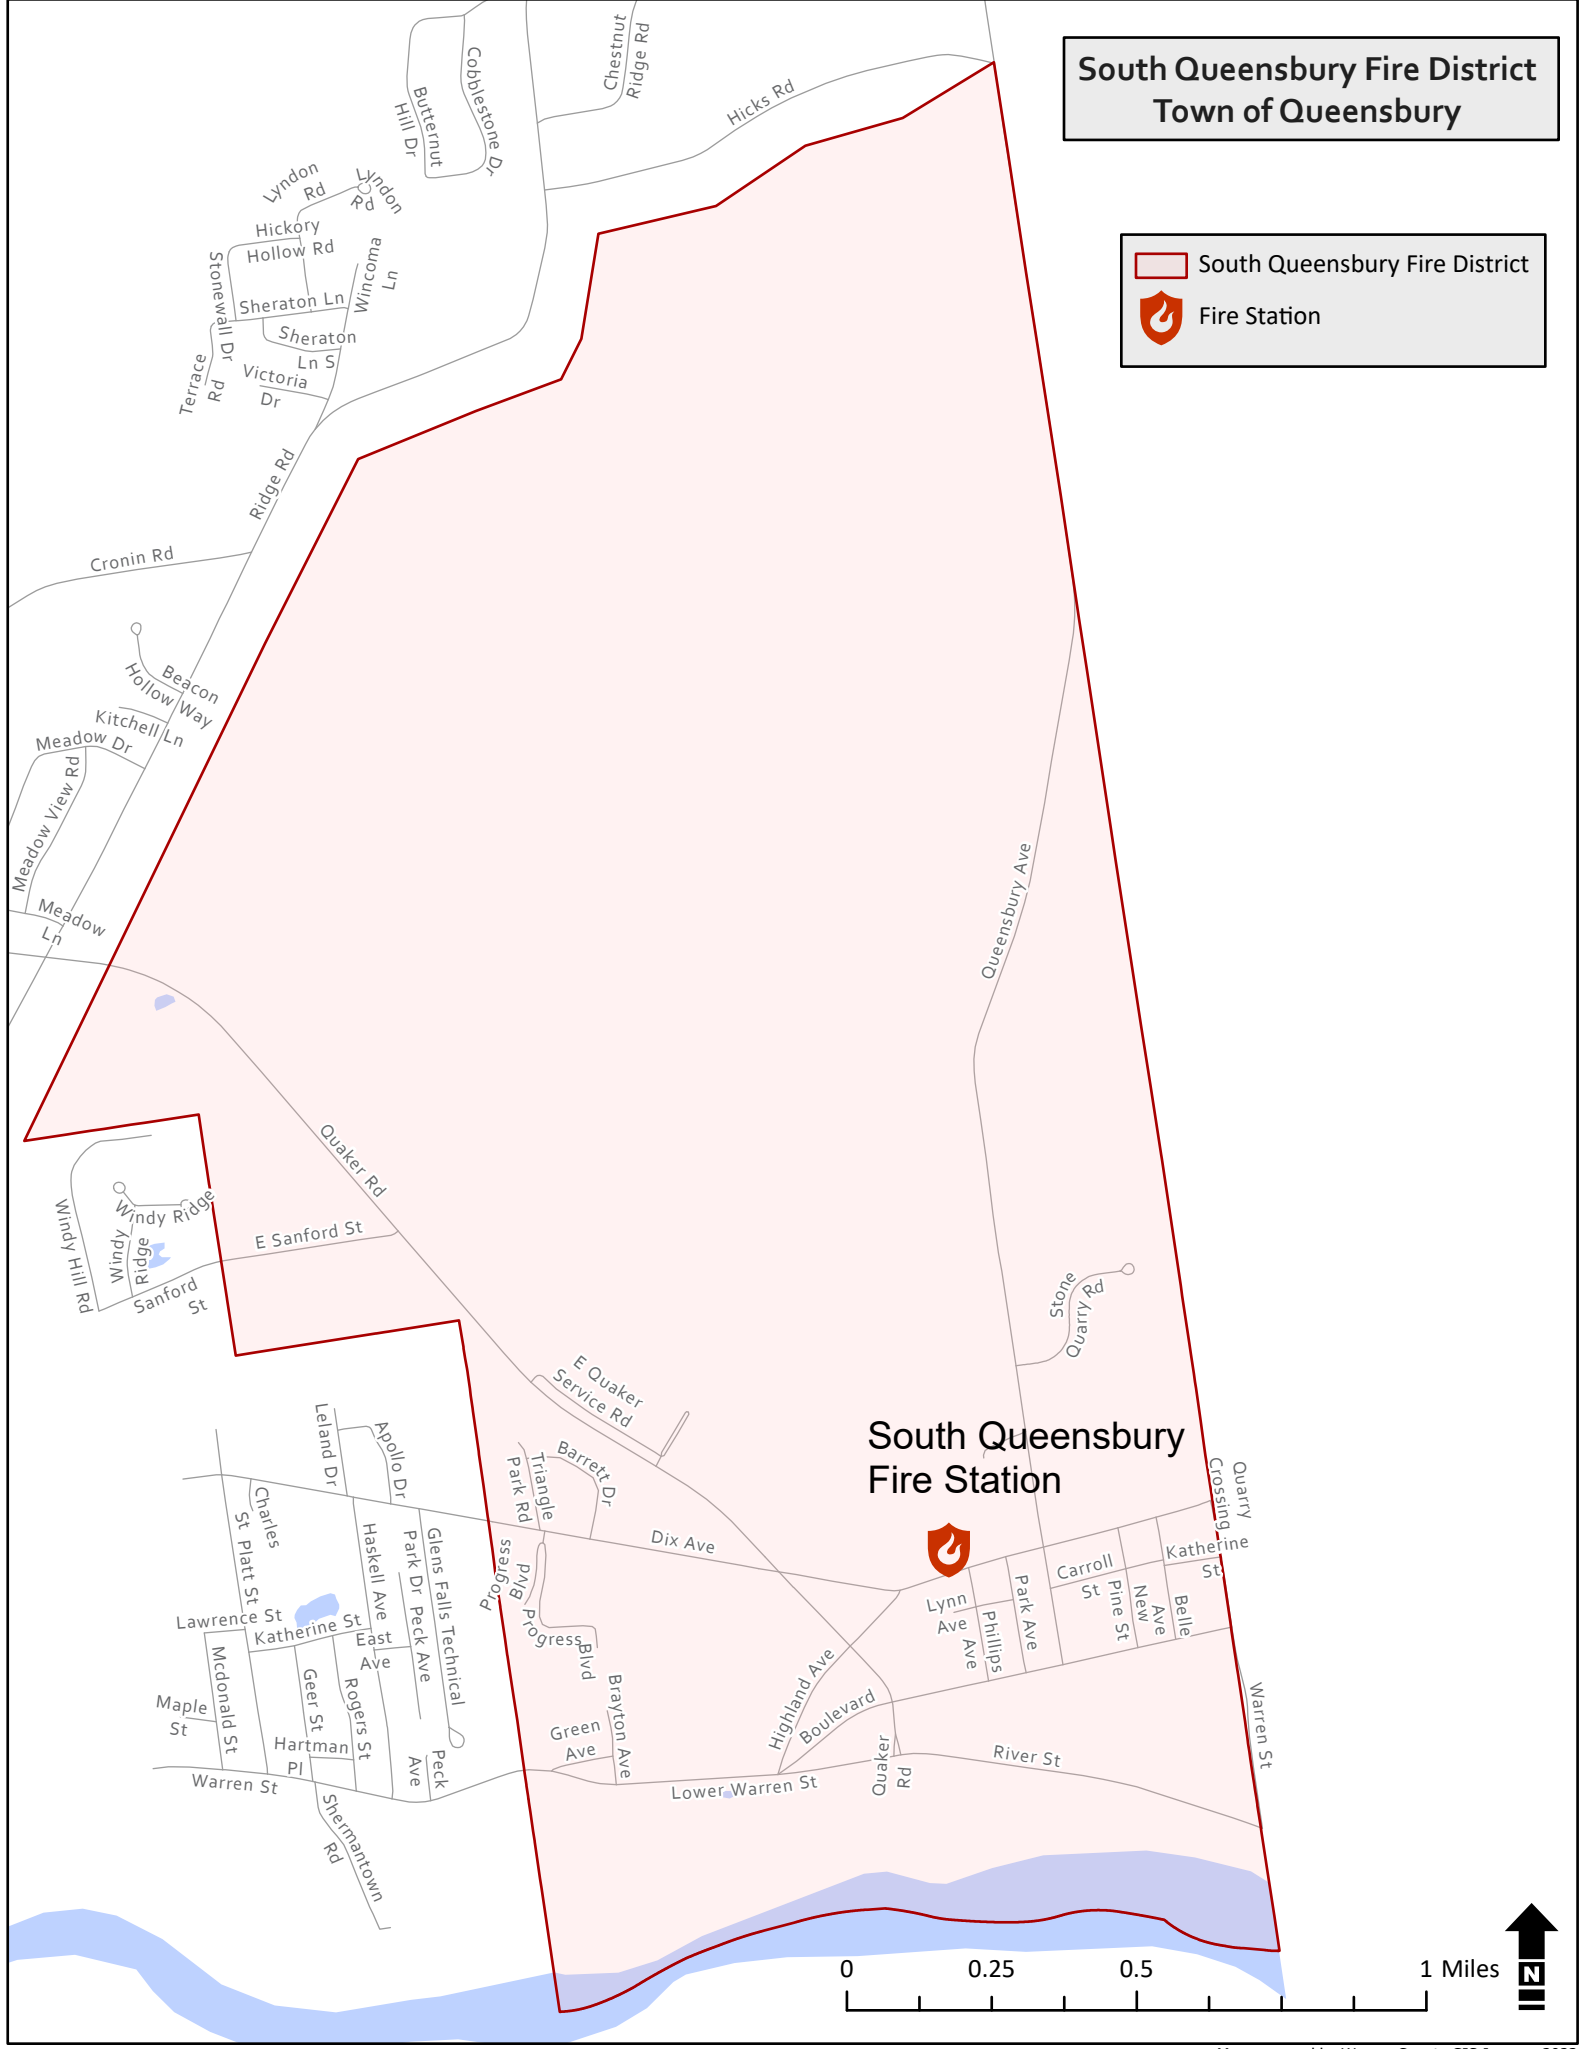 South Queensbury Fire District
Town of Queensbury
South Queensbury Fire District
Fire Station
Chestnut
Ridge Rd
Cobblestone Dr
Butternut
Hill Dr
Hicks Rd
Lyndon
Rd
Lyndon
Rd
Hickory
Hollow Rd
Stonewall Dr
Wincoma
Ln
Sheraton Ln
Sheraton
Ln S
Terrace
Rd
Victoria
Dr
Ridge Rd
Cronin Rd
Beacon
Hollow Way
Kitchell Ln
Meadow Dr
Meadow View Rd
Meadow
Ln
Queensbury Ave
Quaker Rd
Windy Hill Rd
Windy Ridge
Windy
Ridge
Sanford
St
E Sanford St
Stone
Quarry Rd
E Quaker
Service Rd
South Queensbury
Fire Station
Leland Dr
Apollo Dr
Charles
St
Platt St
Triangle
Park Rd
Barrett Dr
Dix Ave
Quarry
Crossing
Haskell Ave
Park Dr
Peck Ave
Glens Falls Technical
Progress
Blvd
Progress
Blvd
Katherine
St
Carroll
St
Pine St
New
Ave
Belle
Lynn
Ave
Phillips
Ave
Park Ave
Lawrence St
Katherine St
East
Ave
Mcdonald St
Geer St
Rogers St
Maple
St
Hartman
Pl
Warren St
Ave
Peck
Shermantown
Rd
Green
Ave
Brayton Ave
Highland Ave
Boulevard
Quaker
Rd
River St
Lower Warren St
Warren St
0 0.25 0.5 1 Miles
N